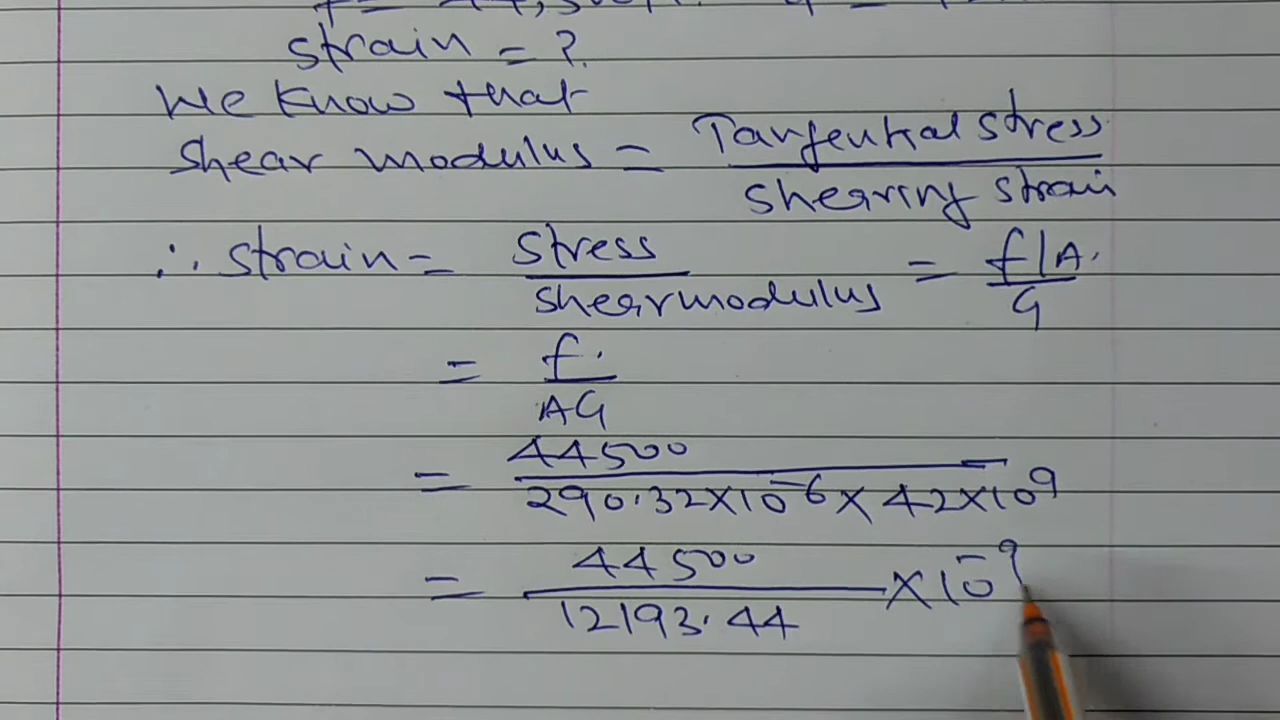 strain = ?
We know that
Shear modulus = Tangential stress / shearing strain
∴ strain = stress / shear modulus = f/A. / G
= f. / AG
= 44500 / 290.32×10⁻⁶ × 42×10⁹
= 44500 / 12193.44 × 10⁻⁹